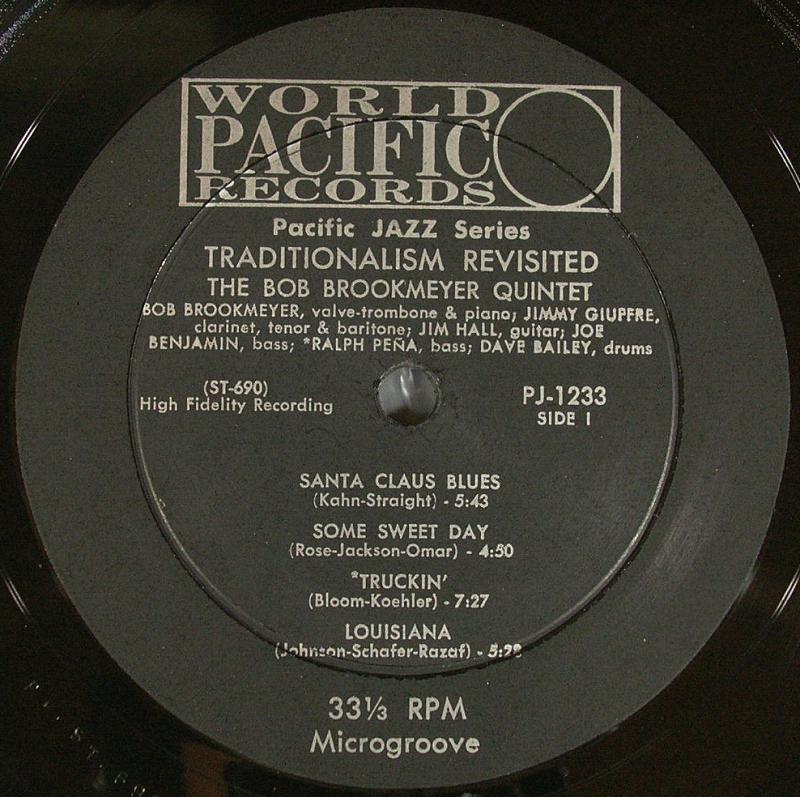 WORLD
PACIFIC
RECORDS
Pacific JAZZ Series
TRADITIONALISM REVISITED
THE BOB BROOKMEYER QUINTET
BOB BROOKMEYER, valve-trombone & piano; JIMMY GIUFFRE,
clarinet, tenor & baritone; JIM HALL, guitar; JOE
BENJAMIN, bass; *RALPH PEÑA, bass; DAVE BAILEY, drums
(ST-690)
High Fidelity Recording
PJ-1233
SIDE 1
SANTA CLAUS BLUES
(Kahn-Straight) - 5:43
SOME SWEET DAY
(Rose-Jackson-Omar) - 4:50
*TRUCKIN'
(Bloom-Koehler) - 7:27
LOUISIANA
(Johnson-Schafer-Razaf) - 5:28
33⅓ RPM
Microgroove